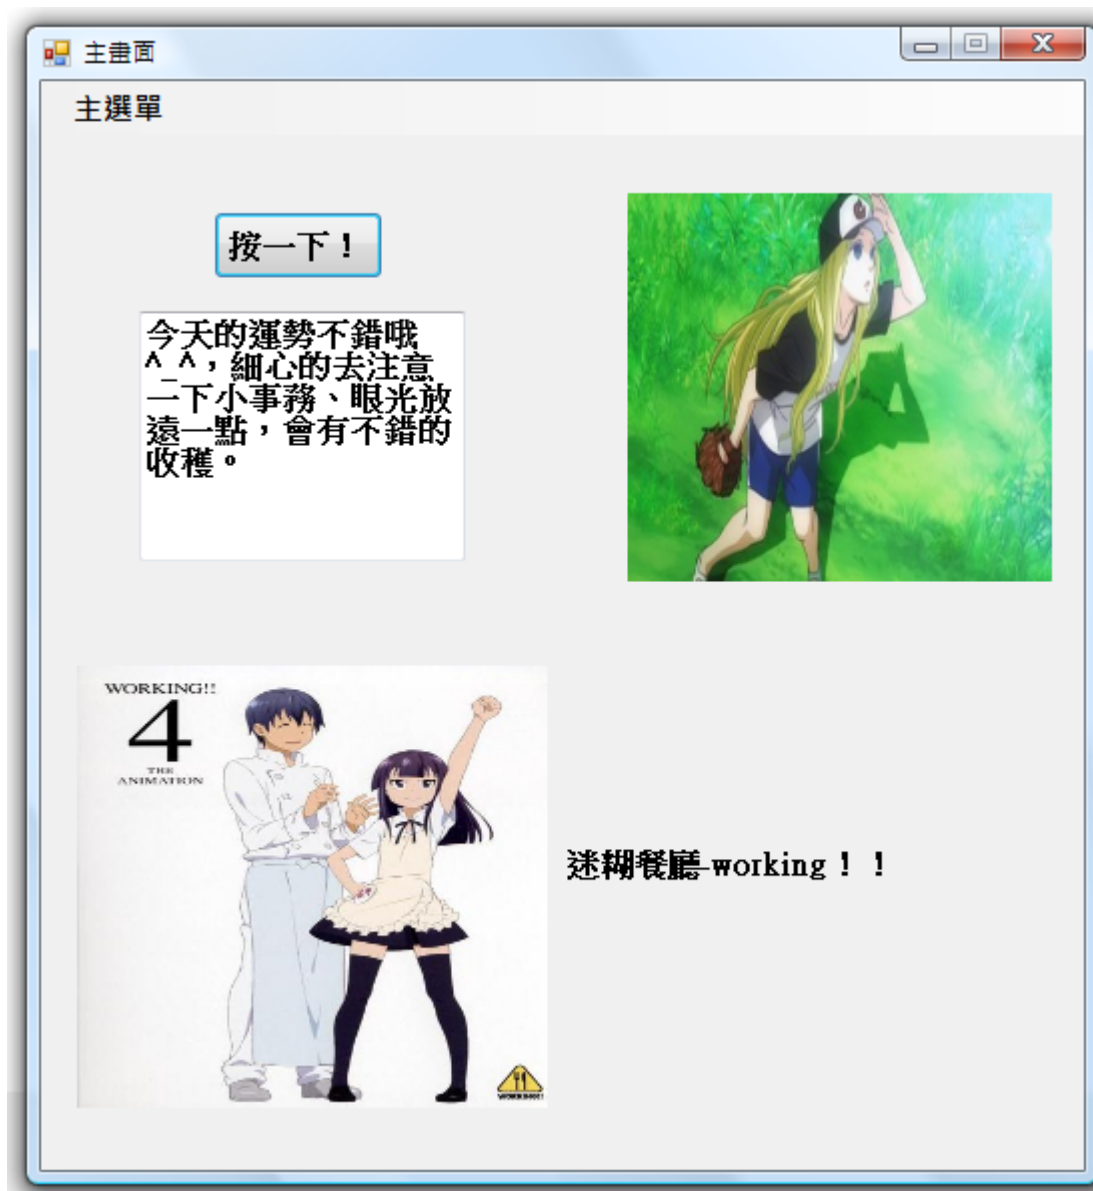 主畫面
主選單
按一下！
今天的運勢不錯哦
^_^，細心的去注意
一下小事務、眼光放
遠一點，會有不錯的
收穫。
WORKING!!
4
THE
ANIMATION
迷糊餐廳-working！！
WORKING!!